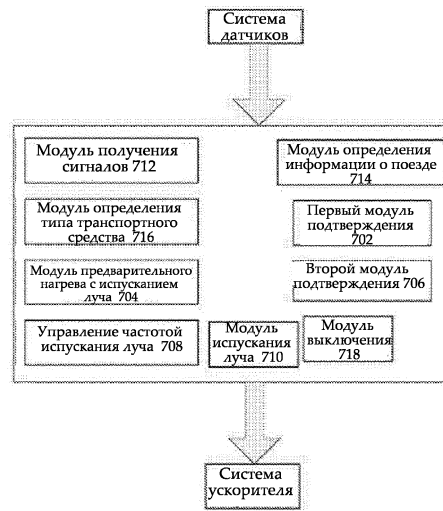 Система
датчиков
Модуль получения
сигналов 712
Модуль определения
информации о поезде
714
Модуль определения
типа транспортного
средства 716
Первый модуль
подтверждения
702
Модуль предварительного
нагрева с испусканием
луча 704
Второй модуль
подтверждения 706
Управление частотой
испускания луча 708
Модуль
испускания
луча 710
Модуль
выключения
718
Система
ускорителя